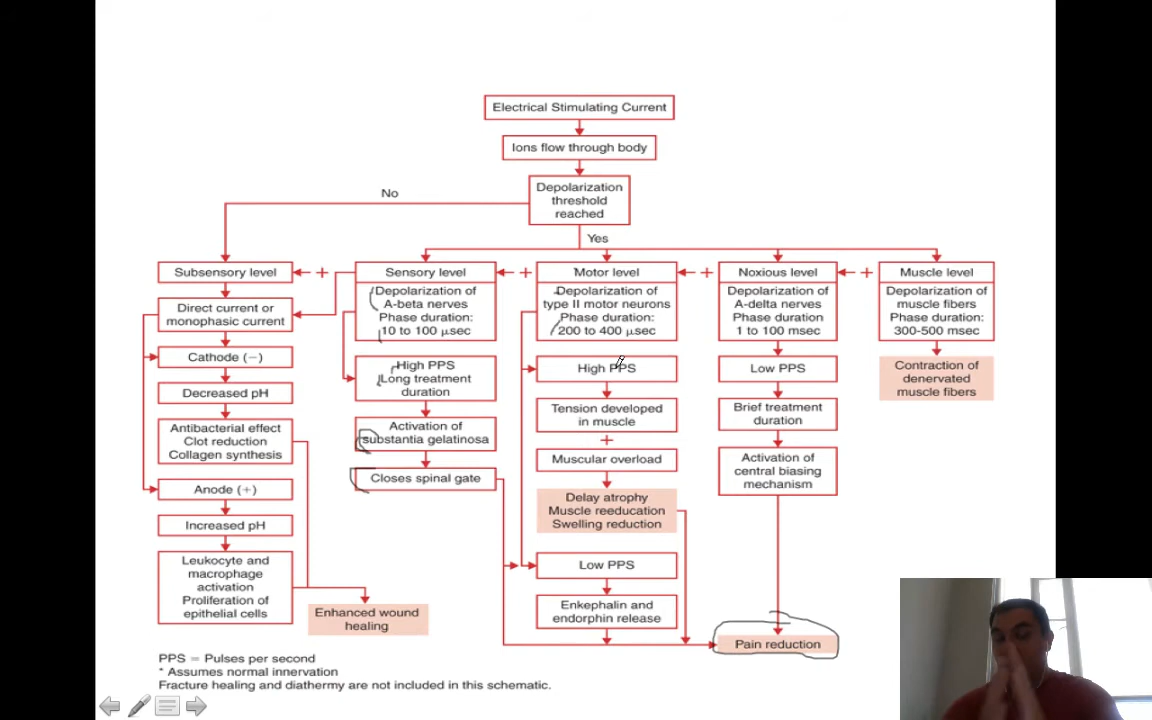 Electrical Stimulating Current
Ions flow through body
Depolarization
threshold
reached
No
Yes
Subsensory level
+
Sensory level
+
Motor level
+
Noxious level
+
Muscle level
Direct current or
monophasic current
Cathode (−)
Decreased pH
Antibacterial effect
Clot reduction
Collagen synthesis
Anode (+)
Increased pH
Leukocyte and
macrophage
activation
Proliferation of
epithelial cells
Enhanced wound
healing
Depolarization of
A-beta nerves
Phase duration:
10 to 100 μsec
High PPS
Long treatment
duration
Activation of
substantia gelatinosa
Closes spinal gate
Depolarization of
type II motor neurons
Phase duration:
200 to 400 μsec
High PPS
Tension developed
in muscle
+
Muscular overload
Delay atrophy
Muscle reeducation
Swelling reduction
Low PPS
Enkephalin and
endorphin release
Depolarization of
A-delta nerves
Phase duration
1 to 100 msec
Low PPS
Brief treatment
duration
Activation of
central biasing
mechanism
Pain reduction
Depolarization of
muscle fibers
Phase duration:
300-500 msec
Contraction of
denervated
muscle fibers
PPS = Pulses per second
* Assumes normal innervation
Fracture healing and diathermy are not included in this schematic.